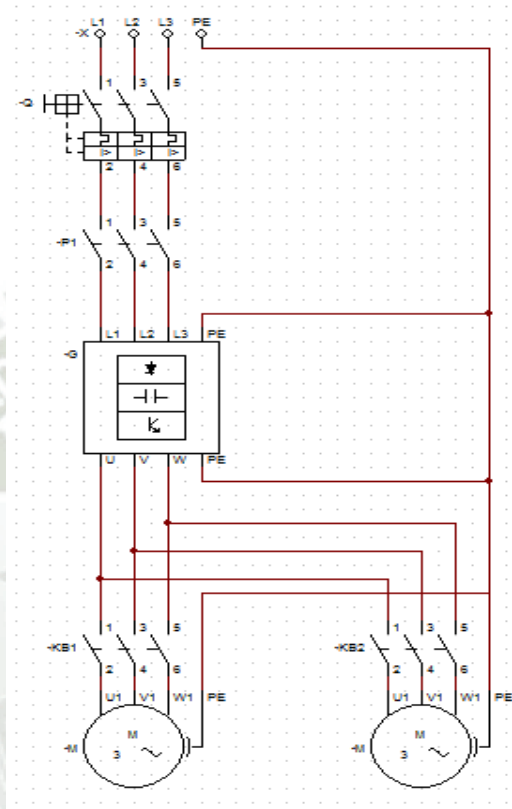 L1 L2 L3 PE
-X
1 3 5
-Q
I> I> I>
2 4 6
1 3 5
-P1
2 4 6
L1 L2 L3 PE
-G
U V W PE
1 3 5 1 3 5
-KB1 -KB2
2 4 6 2 4 6
U1 V1 W1 PE U1 V1 W1 PE
M M
-M 3 -M 3